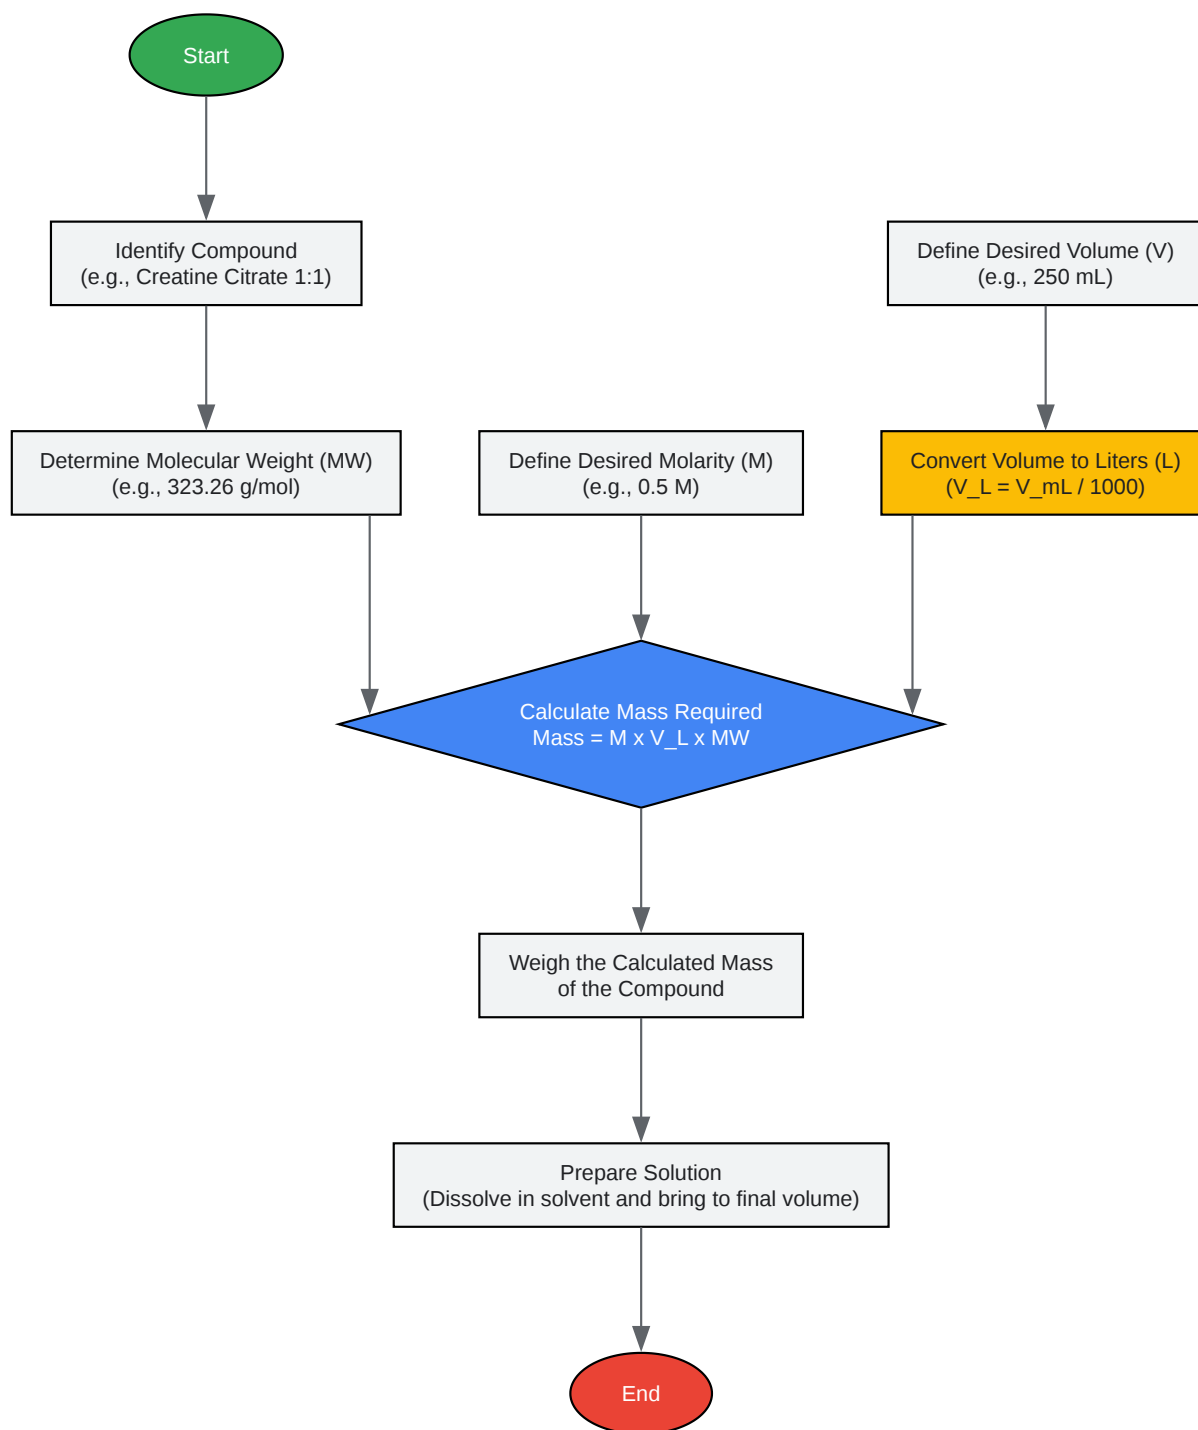 Start
Identify Compound
(e.g., Creatine Citrate 1:1)
Define Desired Volume (V)
(e.g., 250 mL)
Determine Molecular Weight (MW)
(e.g., 323.26 g/mol)
Define Desired Molarity (M)
(e.g., 0.5 M)
Convert Volume to Liters (L)
(V_L = V_mL / 1000)
Calculate Mass Required
Mass = M x V_L x MW
Weigh the Calculated Mass
of the Compound
Prepare Solution
(Dissolve in solvent and bring to final volume)
End